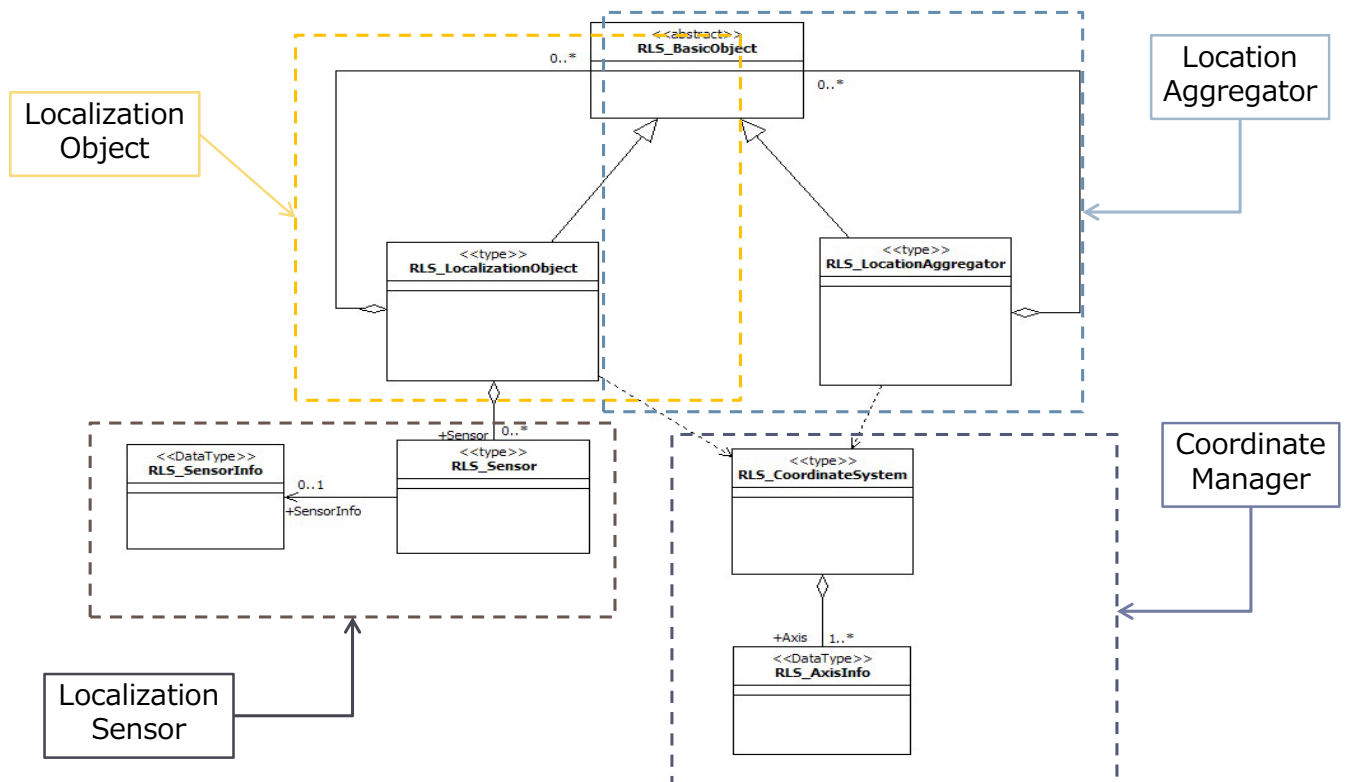 <<abstract>>
RLS_BasicObject
0..*
0..*
Location
Aggregator
Localization
Object
<<type>>
RLS_LocalizationObject
<<type>>
RLS_LocationAggregator
+Sensor
0..*
<<DataType>>
RLS_SensorInfo
<<type>>
RLS_Sensor
0..1
+SensorInfo
<<type>>
RLS_CoordinateSystem
Coordinate
Manager
+Axis
1..*
<<DataType>>
RLS_AxisInfo
Localization
Sensor